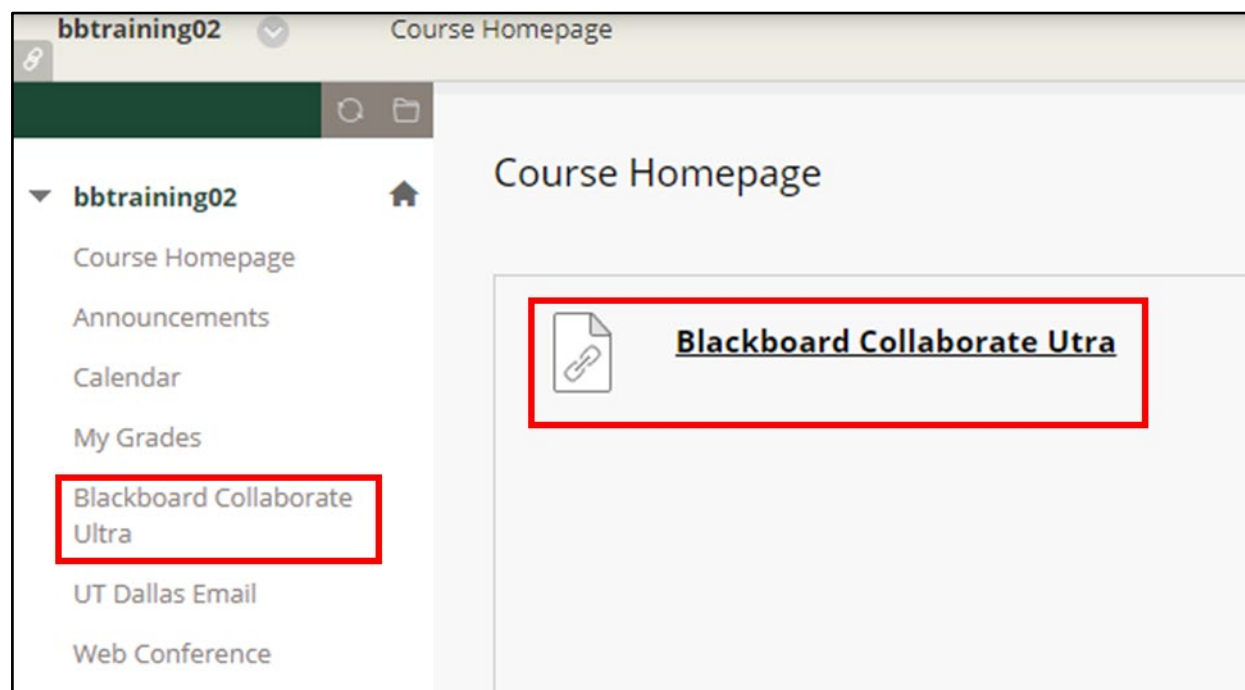 bbtraining02 Course Homepage
bbtraining02
Course Homepage
Announcements
Calendar
My Grades
Blackboard Collaborate
Ultra
UT Dallas Email
Web Conference
Course Homepage
Blackboard Collaborate Utra